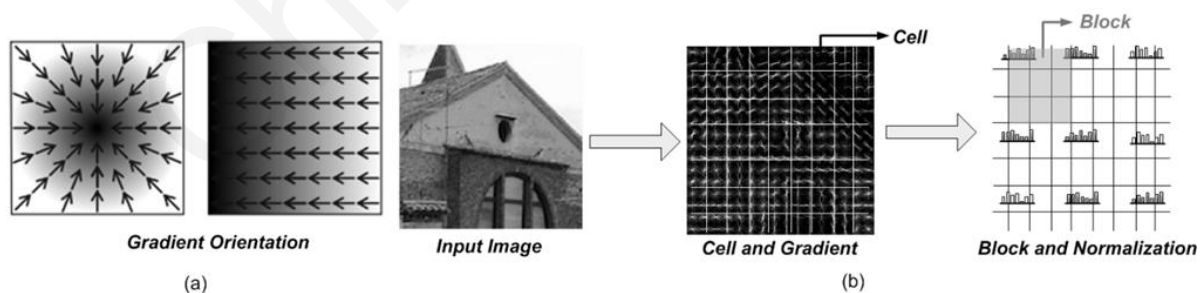 Block
Cell
Gradient Orientation
Input Image
Cell and Gradient
Block and Normalization
(a)
(b)